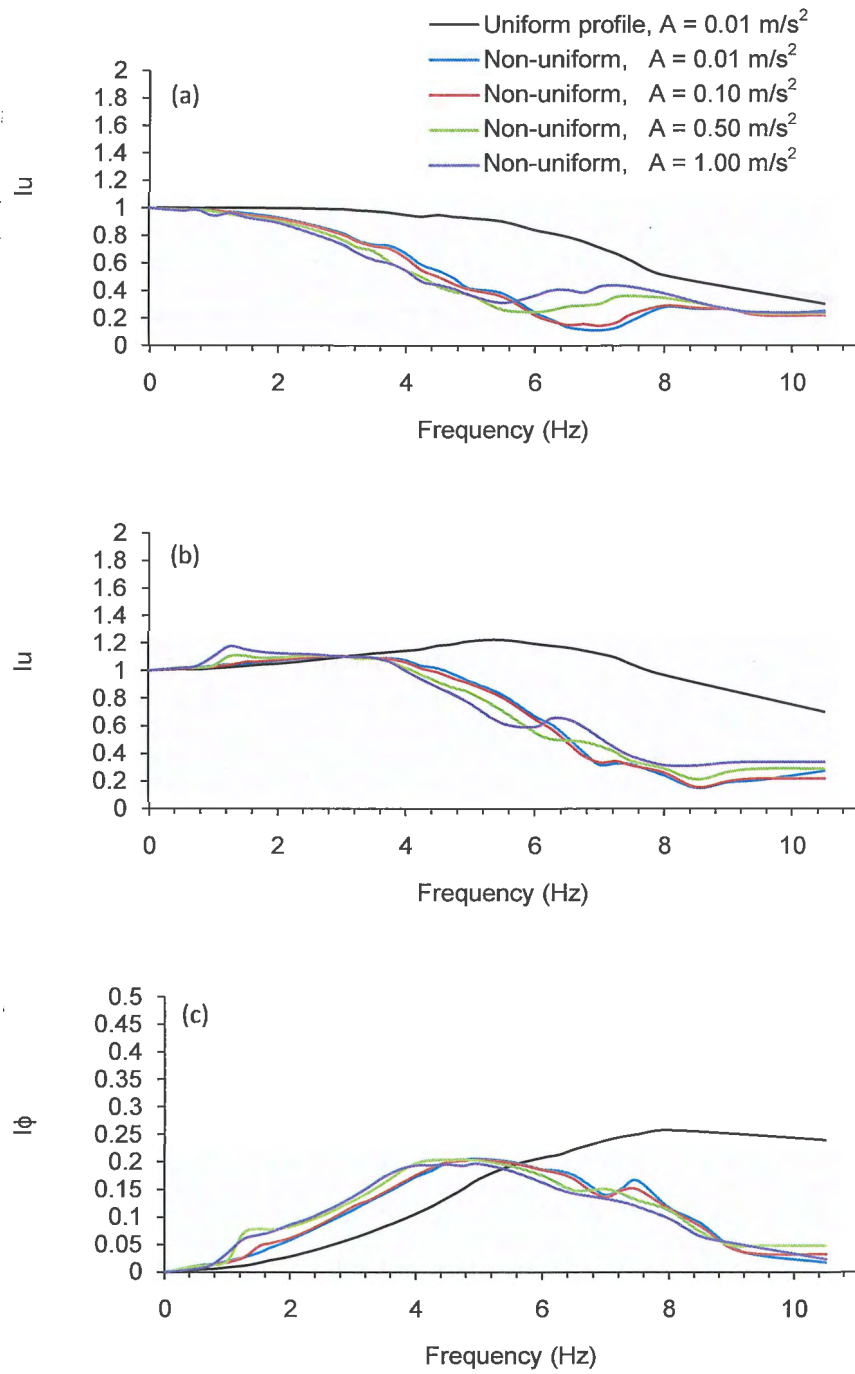 Uniform profile, A = 0.01 m/s²
Non-uniform, A = 0.01 m/s²
Non-uniform, A = 0.10 m/s²
Non-uniform, A = 0.50 m/s²
Non-uniform, A = 1.00 m/s²
(a)
2
1.8
1.6
1.4
1.2
1
0.8
0.6
0.4
0.2
0
Iu
0 2 4 6 8 10
Frequency (Hz)
(b)
2
1.8
1.6
1.4
1.2
1
0.8
0.6
0.4
0.2
0
Iu
0 2 4 6 8 10
Frequency (Hz)
(c)
0.5
0.45
0.4
0.35
0.3
0.25
0.2
0.15
0.1
0.05
0
Iϕ
0 2 4 6 8 10
Frequency (Hz)